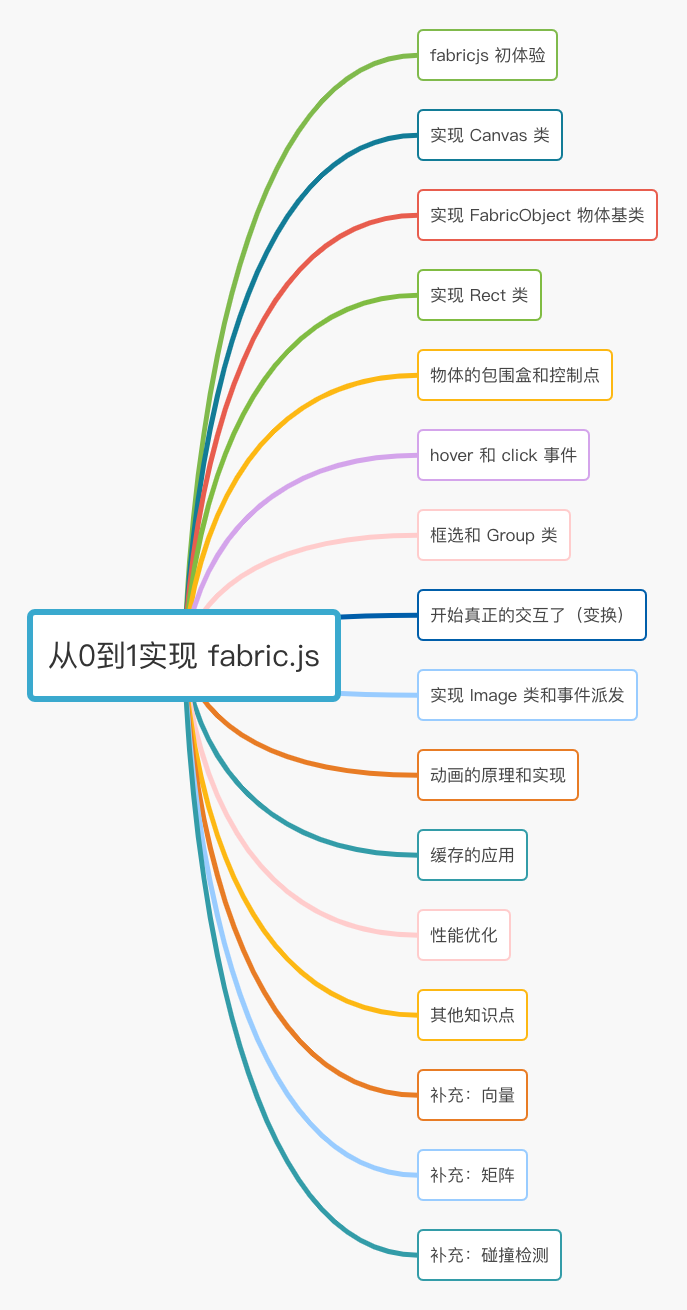 fabricjs 初体验
实现 Canvas 类
实现 FabricObject 物体基类
实现 Rect 类
物体的包围盒和控制点
hover 和 click 事件
框选和 Group 类
开始真正的交互了（变换）
从0到1实现 fabric.js
实现 Image 类和事件派发
动画的原理和实现
缓存的应用
性能优化
其他知识点
补充：向量
补充：矩阵
补充：碰撞检测